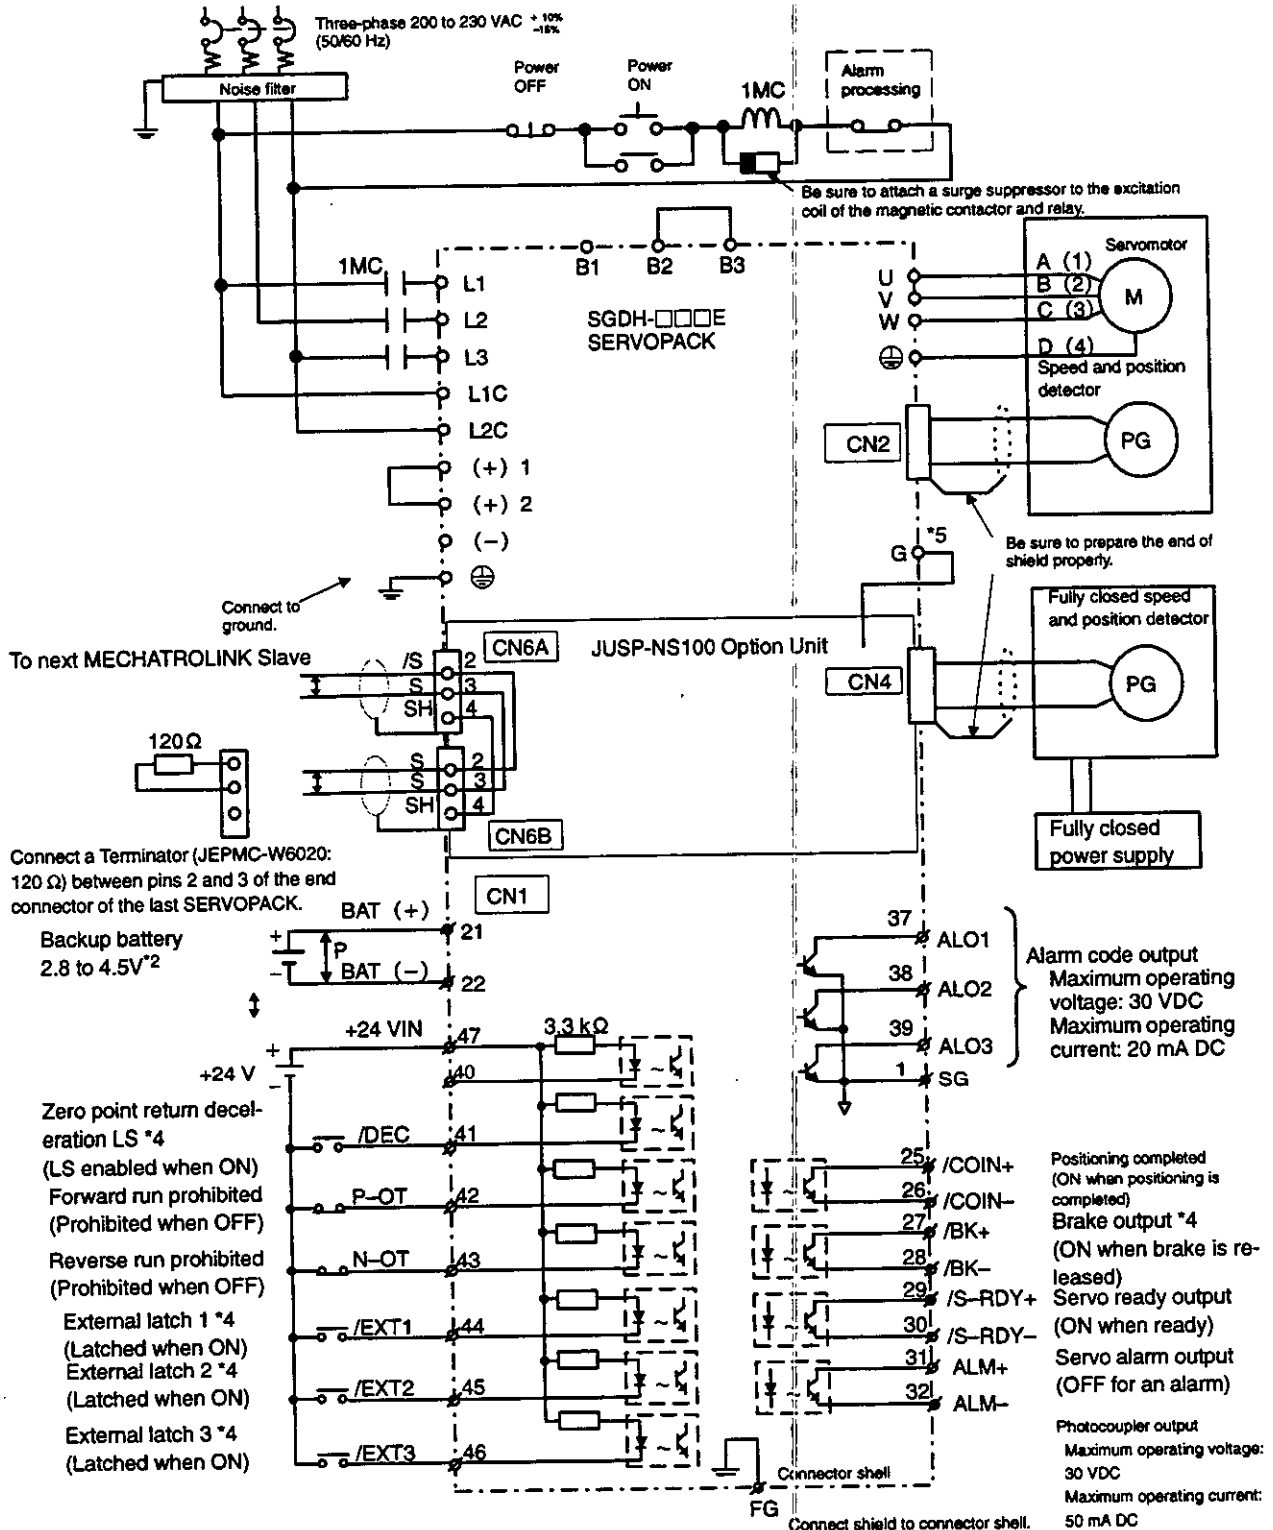 Three-phase 200 to 230 VAC +10% -15%
(50/60 Hz)
Noise filter
Power
OFF
Power
ON
1MC
Alarm
processing
Be sure to attach a surge suppressor to the excitation
coil of the magnetic contactor and relay.
B1
B2
B3
1MC
L1
L2
L3
L1C
L2C
(+) 1
(+) 2
(−)
SGDH-□□□E
SERVOPACK
U
V
W
A (1)
B (2)
C (3)
D (4)
Servomotor
M
Speed and position
detector
CN2
PG
G
*5
Be sure to prepare the end of
shield properly.
Connect to
ground.
Fully closed speed
and position detector
CN4
PG
Fully closed
power supply
To next MECHATROLINK Slave
CN6A
JUSP-NS100 Option Unit
/S
2
S
3
SH
4
120Ω
S
2
S
3
SH
4
CN6B
Connect a Terminator (JEPMC-W6020:
120 Ω) between pins 2 and 3 of the end
connector of the last SERVOPACK.
CN1
Backup battery
2.8 to 4.5V*2
+
−
BAT (+)
P
BAT (−)
21
22
+24 VIN
47
3.3 kΩ
+
+24 V
−
40
Zero point return decel-
eration LS *4
(LS enabled when ON)
/DEC
41
Forward run prohibited
(Prohibited when OFF)
P–OT
42
Reverse run prohibited
(Prohibited when OFF)
N–OT
43
External latch 1 *4
(Latched when ON)
/EXT1
44
External latch 2 *4
(Latched when ON)
/EXT2
45
External latch 3 *4
(Latched when ON)
/EXT3
46
37
ALO1
38
ALO2
39
ALO3
1
SG
Alarm code output
Maximum operating
voltage: 30 VDC
Maximum operating
current: 20 mA DC
25
/COIN+
26
/COIN–
Positioning completed
(ON when positioning is
completed)
27
/BK+
28
/BK–
Brake output *4
(ON when brake is re-
leased)
29
/S–RDY+
30
/S–RDY–
Servo ready output
(ON when ready)
31
ALM+
32
ALM–
Servo alarm output
(OFF for an alarm)
Photocoupler output
Maximum operating voltage:
30 VDC
Maximum operating current:
50 mA DC
Connector shell
FG
Connect shield to connector shell.